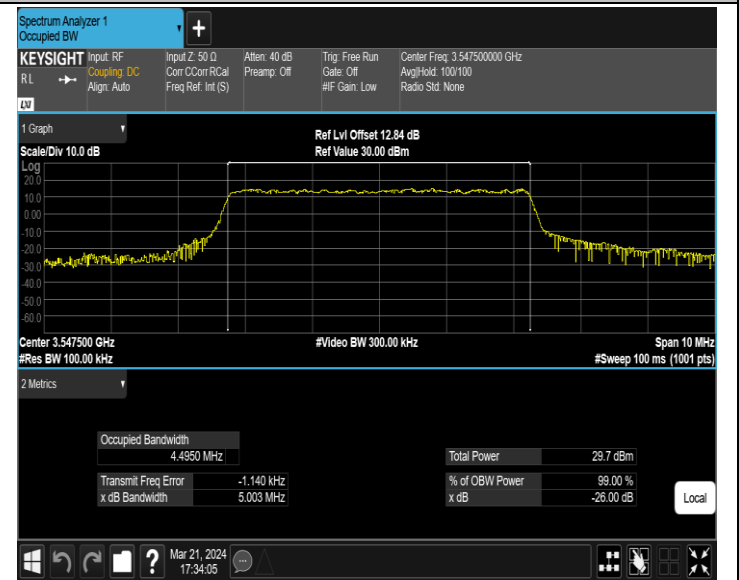 Spectrum Analyzer 1
Occupied BW
+
KEYSIGHT Input: RF Input Z: 50 Ω Atten: 40 dB Trig: Free Run Center Freq: 3.547500000 GHz
RL Coupling: DC Corr CCorr RCal Preamp: Off Gate: Off Avg|Hold: 100/100
Align: Auto Freq Ref: Int (S) #IF Gain: Low Radio Std: None
LXI
1 Graph
Ref Lvl Offset 12.84 dB
Scale/Div 10.0 dB Ref Value 30.00 dBm
Log
20.0
10.0
0.00
-10.0
-20.0
-30.0
-40.0
-50.0
-60.0
Center 3.547500 GHz #Video BW 300.00 kHz Span 10 MHz
#Res BW 100.00 kHz #Sweep 100 ms (1001 pts)
2 Metrics
Occupied Bandwidth
4.4950 MHz Total Power 29.7 dBm
Transmit Freq Error -1.140 kHz % of OBW Power 99.00 %
x dB Bandwidth 5.003 MHz x dB -26.00 dB
Local
? Mar 21, 2024
17:34:05